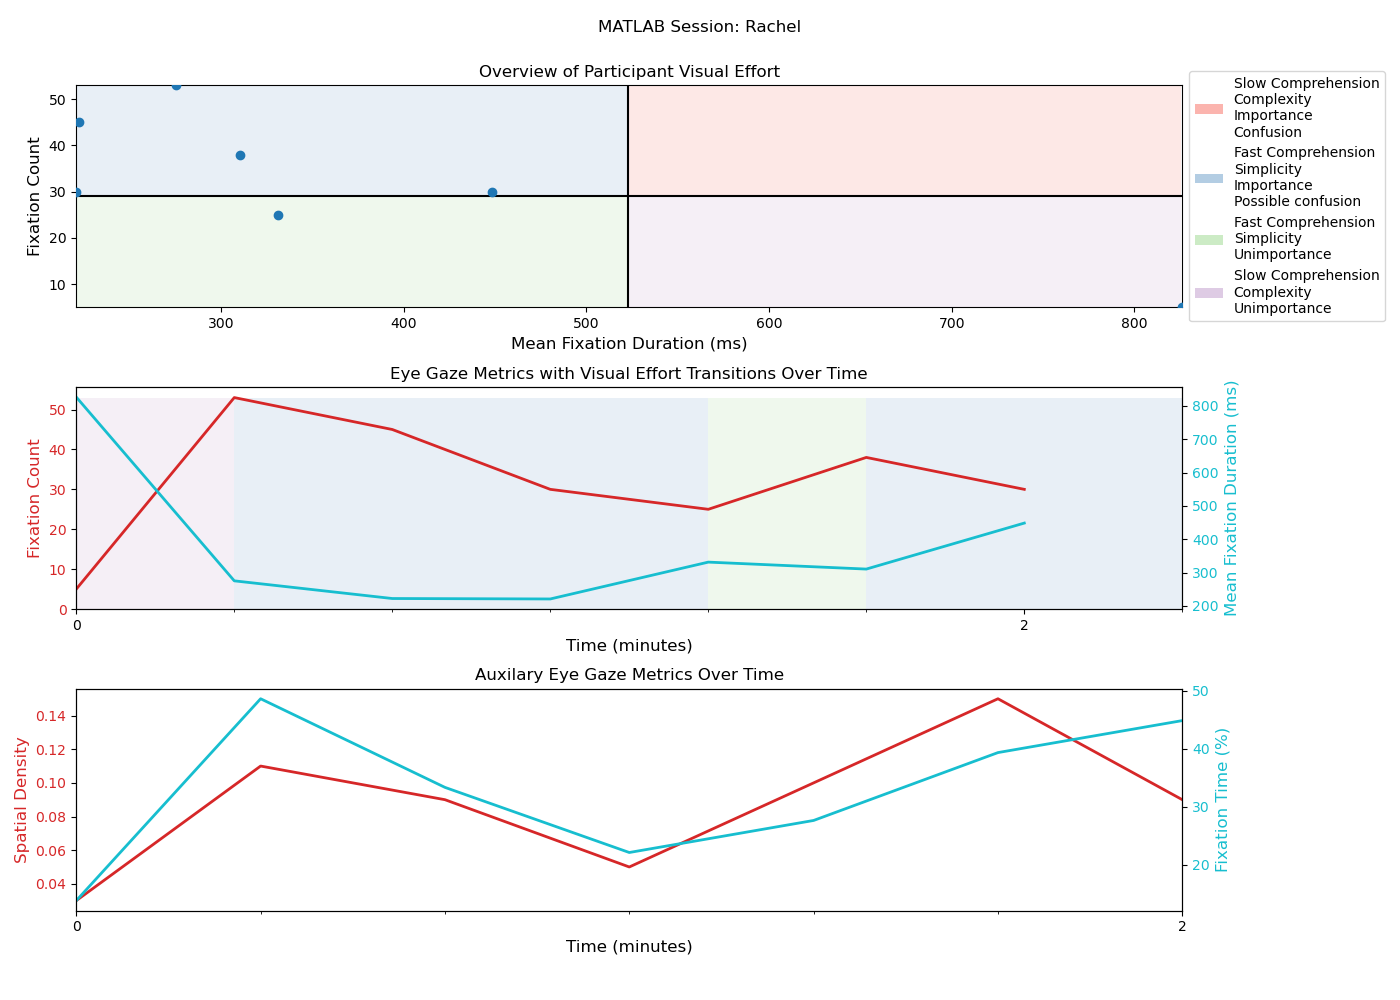 MATLAB Session: Rachel
Overview of Participant Visual Effort
Fixation Count
50
40
30
20
10
300 400 500 600 700 800
Mean Fixation Duration (ms)
Slow Comprehension
Complexity
Importance
Confusion
Fast Comprehension
Simplicity
Importance
Possible confusion
Fast Comprehension
Simplicity
Unimportance
Slow Comprehension
Complexity
Unimportance
Eye Gaze Metrics with Visual Effort Transitions Over Time
Fixation Count
50
40
30
20
10
0
Mean Fixation Duration (ms)
800
700
600
500
400
300
200
0 2
Time (minutes)
Auxilary Eye Gaze Metrics Over Time
Spatial Density
0.14
0.12
0.10
0.08
0.06
0.04
Fixation Time (%)
50
40
30
20
0 2
Time (minutes)